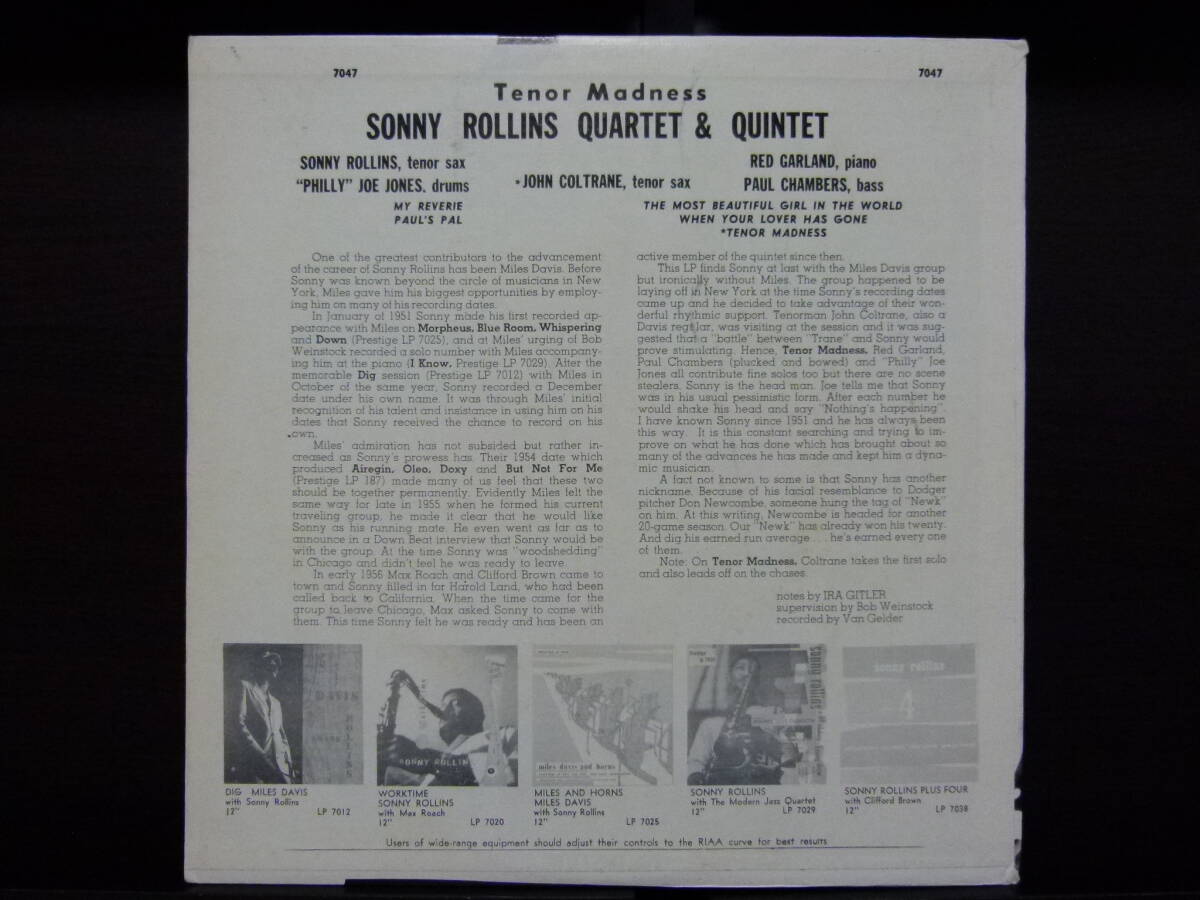 7047
7047
Tenor Madness
SONNY ROLLINS QUARTET & QUINTET
SONNY ROLLINS, tenor sax
"PHILLY" JOE JONES. drums
*JOHN COLTRANE, tenor sax
RED GARLAND, piano
PAUL CHAMBERS, bass
MY REVERIE
PAUL'S PAL
THE MOST BEAUTIFUL GIRL IN THE WORLD
WHEN YOUR LOVER HAS GONE
*TENOR MADNESS
One of the greatest contributors to the advancement
of the career of Sonny Rollins has been Miles Davis. Before
Sonny was known beyond the circle of musicians in New
York, Miles gave him his biggest opportunities by employ-
ing him on many of his recording dates.
In January of 1951 Sonny made his first recorded ap-
pearance with Miles on Morpheus, Blue Room, Whispering
and Down (Prestige LP 7025), and at Miles' urging of Bob
Weinstock recorded a solo number with Miles accompany-
ing him at the piano (I Know, Prestige LP 7029). After the
memorable Dig session (Prestige LP 7012) with Miles in
October of the same year, Sonny recorded a December
date under his own name. It was through Miles' initial
recognition of his talent and insistance in using him on his
dates that Sonny received the chance to record on his
own.
Miles' admiration has not subsided but rather in-
creased as Sonny's prowess has. Their 1954 date which
produced Airegin, Oleo, Doxy and But Not For Me
(Prestige LP 187) made many of us feel that these two
should be together permanently. Evidently Miles felt the
same way for late in 1955 when he formed his current
traveling group, he made it clear that he would like
Sonny as his running mate. He even went as far as to
announce in a Down Beat interview that Sonny would be
with the group. At the time Sonny was "woodshedding"
in Chicago and didn't feel he was ready to leave.
In early 1956 Max Roach and Clifford Brown came to
town and Sonny filled in for Harold Land, who had been
called back to California. When the time came for the
group to leave Chicago, Max asked Sonny to come with
them. This time Sonny felt he was ready and has been an
active member of the quintet since then.
This LP finds Sonny at last with the Miles Davis group
but ironically without Miles. The group happened to be
laying off in New York at the time Sonny's recording dates
came up and he decided to take advantage of their won-
derful rhythmic support. Tenorman John Coltrane, also a
Davis regular, was visiting at the session and it was sug-
gested that a "battle" between "Trane" and Sonny would
prove stimulating. Hence, Tenor Madness. Red Garland,
Paul Chambers (plucked and bowed) and "Philly" Joe
Jones all contribute fine solos too but there are no scene
stealers. Sonny is the head man. Joe tells me that Sonny
was in his usual pessimistic form. After each number he
would shake his head and say "Nothing's happening".
I have known Sonny since 1951 and he has always been
this way. It is this constant searching and trying to im-
prove on what he has done which has brought about so
many of the advances he has made and kept him a dyna-
mic musician.
A fact not known to some is that Sonny has another
nickname. Because of his facial resemblance to Dodger
pitcher Don Newcombe, someone hung the tag of "Newk"
on him. At this writing, Newcombe is headed for another
20-game season. Our "Newk" has already won his twenty.
And dig his earned run average . . . he's earned every one
of them.
Note: On Tenor Madness, Coltrane takes the first solo
and also leads off on the chases.
notes by IRA GITLER
supervision by Bob Weinstock
recorded by Van Gelder
DIG
DAVIS
ROLLINS
SONNY ROLLINS
miles davis and horns
sonny rollins
sonny rollins
4
DIG MILES DAVIS
with Sonny Rollins
12" LP 7012
WORKTIME
SONNY ROLLINS
with Max Roach
12" LP 7020
MILES AND HORNS
MILES DAVIS
with Sonny Rollins
12" LP 7025
SONNY ROLLINS
with The Modern Jazz Quartet
12" LP 7029
SONNY ROLLINS PLUS FOUR
with Clifford Brown
12" LP 7038
Users of wide-range equipment should adjust their controls to the RIAA curve for best results